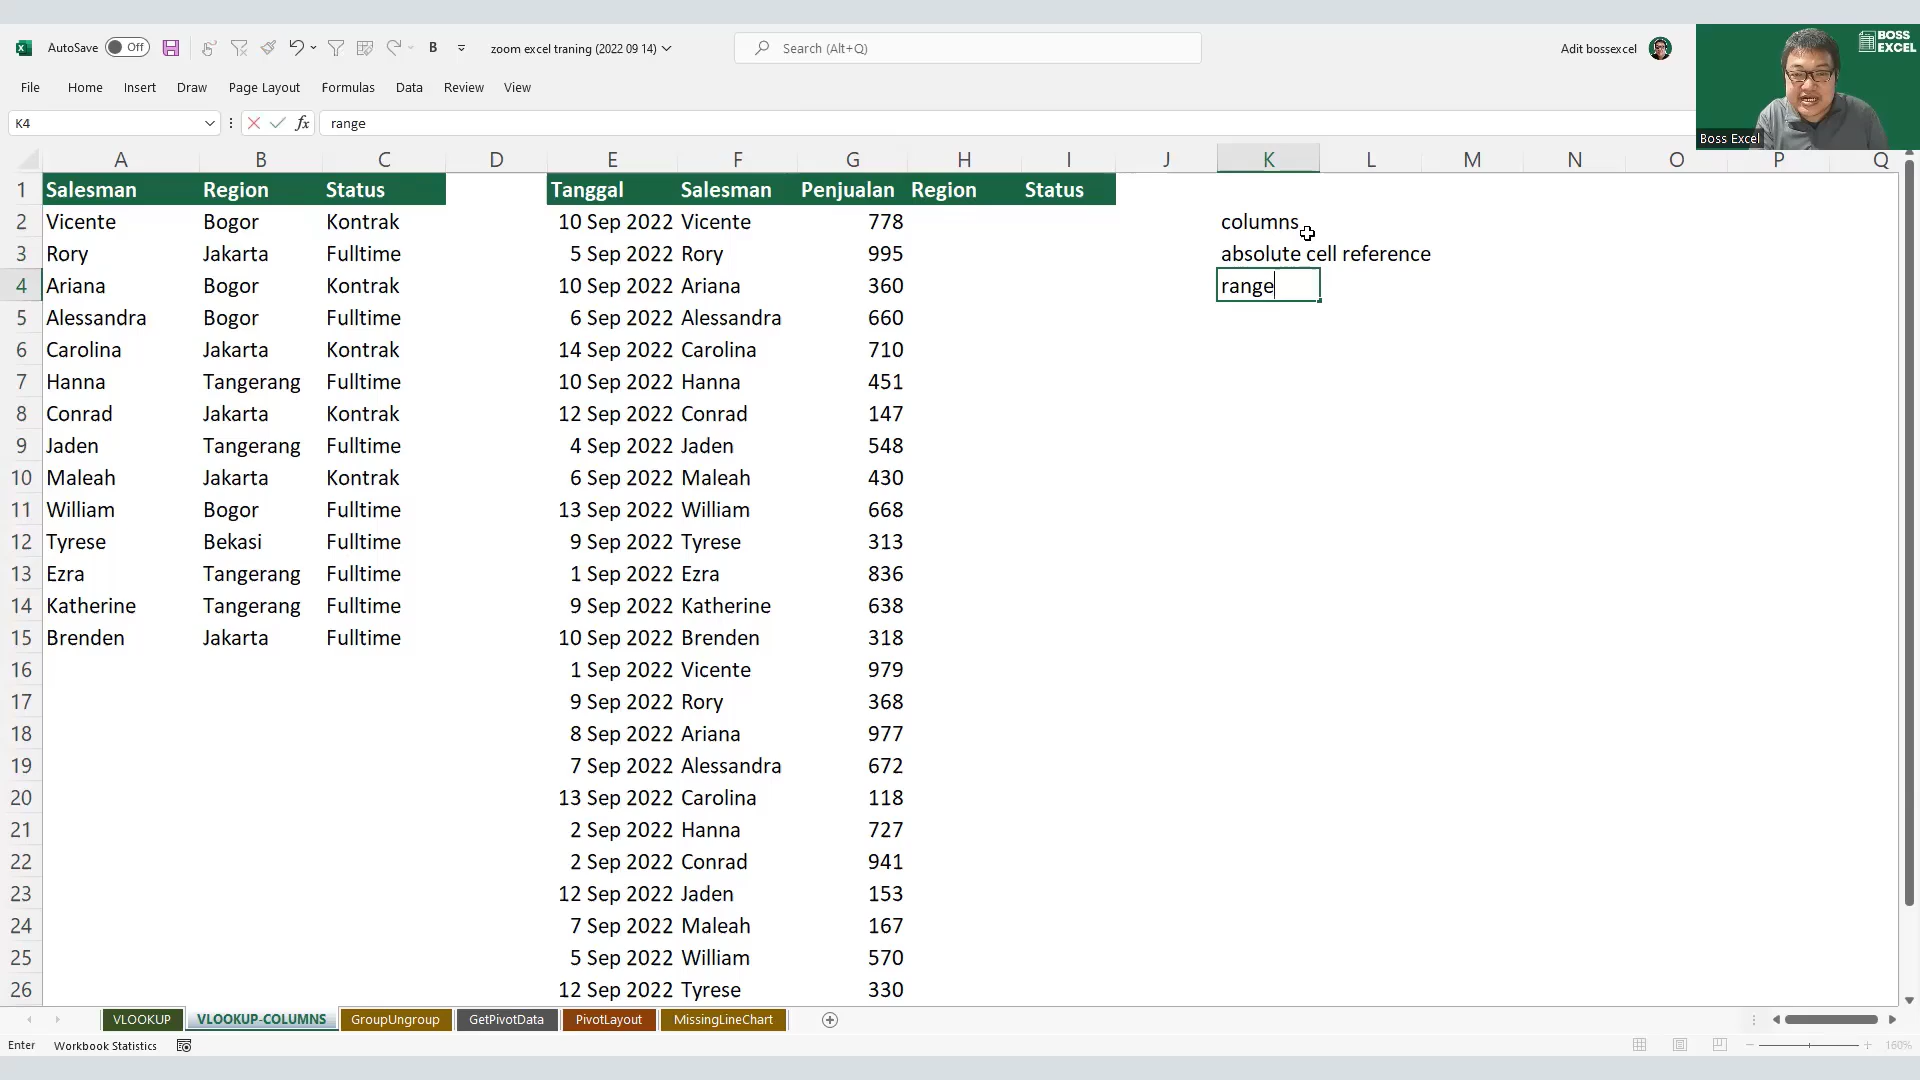 AutoSave Off B zoom excel traning (2022 09 14) Search (Alt+Q) Adit bossexcel
BOSS
EXCEL
File Home Insert Draw Page Layout Formulas Data Review View
K4 fx range
Boss Excel
A B C D E F G H I J K L M N O P Q
1 Salesman Region Status Tanggal Salesman Penjualan Region Status
2 Vicente Bogor Kontrak 10 Sep 2022 Vicente 778 columns
3 Rory Jakarta Fulltime 5 Sep 2022 Rory 995 absolute cell reference
4 Ariana Bogor Kontrak 10 Sep 2022 Ariana 360 range
5 Alessandra Bogor Fulltime 6 Sep 2022 Alessandra 660
6 Carolina Jakarta Kontrak 14 Sep 2022 Carolina 710
7 Hanna Tangerang Fulltime 10 Sep 2022 Hanna 451
8 Conrad Jakarta Kontrak 12 Sep 2022 Conrad 147
9 Jaden Tangerang Fulltime 4 Sep 2022 Jaden 548
10 Maleah Jakarta Kontrak 6 Sep 2022 Maleah 430
11 William Bogor Fulltime 13 Sep 2022 William 668
12 Tyrese Bekasi Fulltime 9 Sep 2022 Tyrese 313
13 Ezra Tangerang Fulltime 1 Sep 2022 Ezra 836
14 Katherine Tangerang Fulltime 9 Sep 2022 Katherine 638
15 Brenden Jakarta Fulltime 10 Sep 2022 Brenden 318
16 1 Sep 2022 Vicente 979
17 9 Sep 2022 Rory 368
18 8 Sep 2022 Ariana 977
19 7 Sep 2022 Alessandra 672
20 13 Sep 2022 Carolina 118
21 2 Sep 2022 Hanna 727
22 2 Sep 2022 Conrad 941
23 12 Sep 2022 Jaden 153
24 7 Sep 2022 Maleah 167
25 5 Sep 2022 William 570
26 12 Sep 2022 Tyrese 330
VLOOKUP VLOOKUP-COLUMNS GroupUngroup GetPivotData PivotLayout MissingLineChart
Enter Workbook Statistics 160%